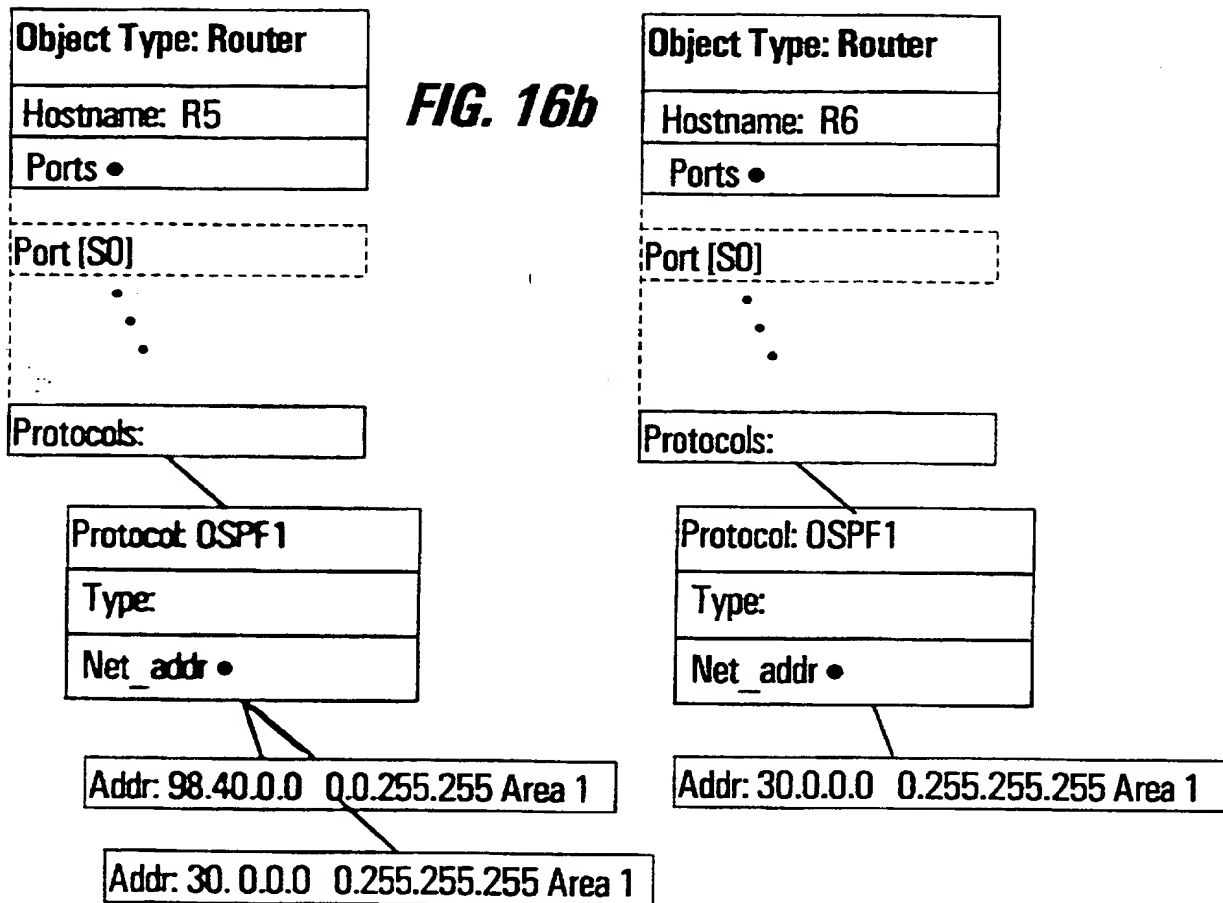 Object Type: Router
Hostname: R5
Ports •
Port [S0]
Protocols:
Protocol: OSPF1
Type:
Net_addr •
Addr: 98.40.0.0 0.0.255.255 Area 1
Addr: 30. 0.0.0 0.255.255.255 Area 1
FIG. 16b
Object Type: Router
Hostname: R6
Ports •
Port [S0]
Protocols:
Protocol: OSPF1
Type:
Net_addr •
Addr: 30.0.0.0 0.255.255.255 Area 1